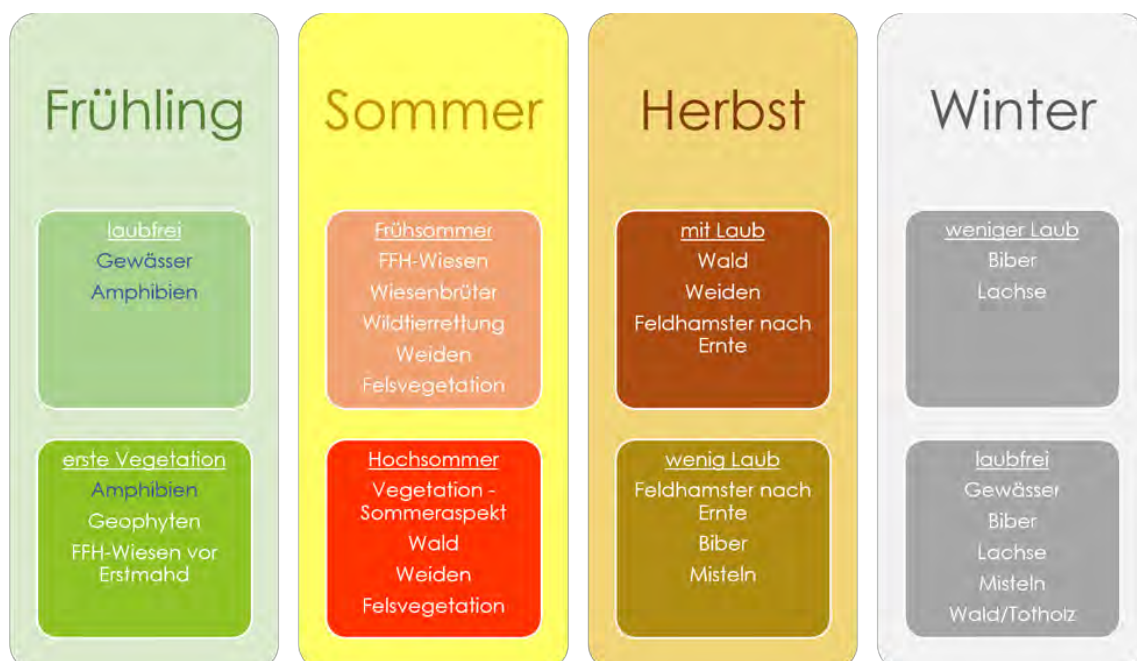 Frühling
laubfrei
Gewässer
Amphibien
erste Vegetation
Amphibien
Geophyten
FFH-Wiesen vor
Erstmahd
Sommer
Frühsommer
FFH-Wiesen
Wiesenbrüter
Wildtierrettung
Weiden
Felsvegetation
Hochsommer
Vegetation -
Sommeraspekt
Wald
Weiden
Felsvegetation
Herbst
mit Laub
Wald
Weiden
Feldhamster nach
Ernte
wenig Laub
Feldhamster nach
Ernte
Biber
Misteln
Winter
weniger Laub
Biber
Lachse
laubfrei
Gewässer
Biber
Lachse
Misteln
Wald/Totholz